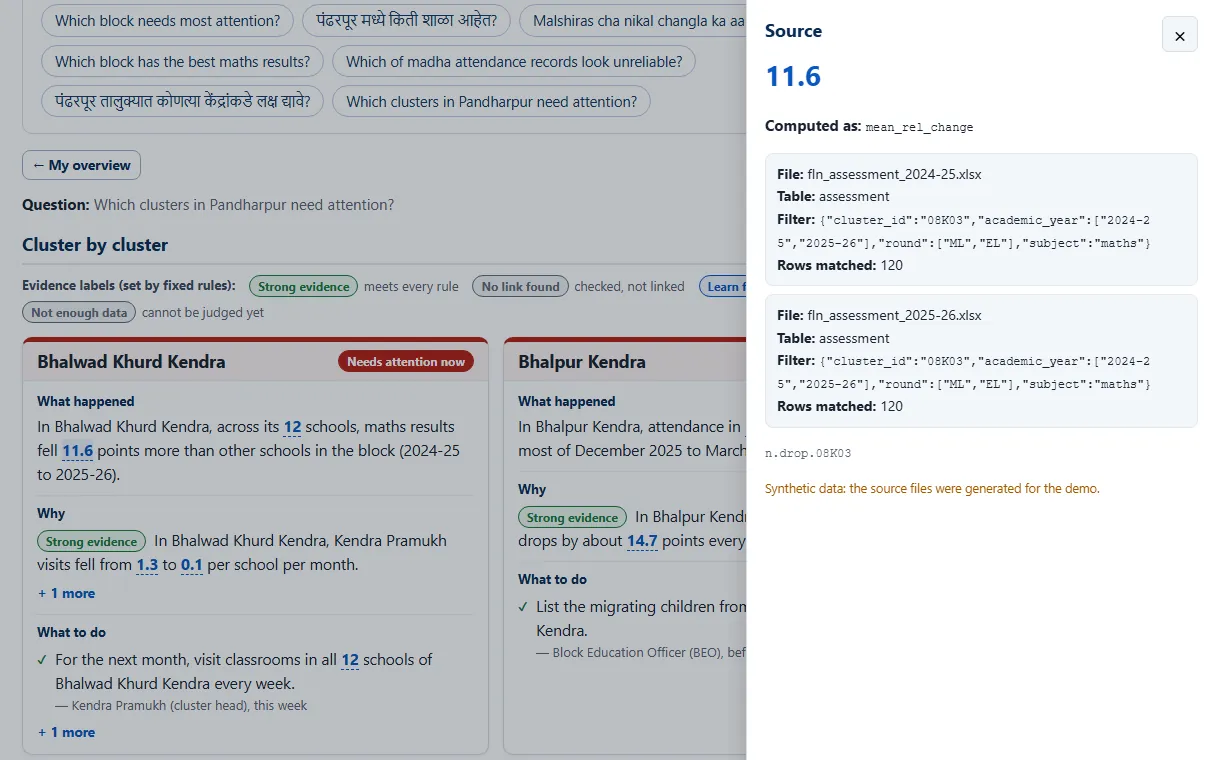 Which block needs most attention?
पंढरपूर मध्ये किती शाळा आहेत?
Malshiras cha nikal changla ka aa
Which block has the best maths results?
Which of madha attendance records look unreliable?
पंढरपूर तालुक्यात कोणत्या केंद्रांकडे लक्ष द्यावे?
Which clusters in Pandharpur need attention?
← My overview
Question: Which clusters in Pandharpur need attention?
Cluster by cluster
Evidence labels (set by fixed rules): Strong evidence meets every rule No link found checked, not linked Learn f
Not enough data cannot be judged yet
Bhalwad Khurd Kendra Needs attention now
What happened
In Bhalwad Khurd Kendra, across its 12 schools, maths results
fell 11.6 points more than other schools in the block (2024-25
to 2025-26).
Why
Strong evidence In Bhalwad Khurd Kendra, Kendra Pramukh
visits fell from 1.3 to 0.1 per school per month.
+ 1 more
What to do
✓ For the next month, visit classrooms in all 12 schools of
Bhalwad Khurd Kendra every week.
— Kendra Pramukh (cluster head), this week
+ 1 more
Bhalpur Kendra
What happened
In Bhalpur Kendra, attendance in
most of December 2025 to March
Why
Strong evidence In Bhalpur Kend
drops by about 14.7 points every
What to do
✓ List the migrating children from
Kendra.
— Block Education Officer (BEO), bef
Source
×
11.6
Computed as: mean_rel_change
File: fln_assessment_2024-25.xlsx
Table: assessment
Filter: {"cluster_id":"08K03","academic_year":["2024-2
5","2025-26"],"round":["ML","EL"],"subject":"maths"}
Rows matched: 120
File: fln_assessment_2025-26.xlsx
Table: assessment
Filter: {"cluster_id":"08K03","academic_year":["2024-2
5","2025-26"],"round":["ML","EL"],"subject":"maths"}
Rows matched: 120
n.drop.08K03
Synthetic data: the source files were generated for the demo.